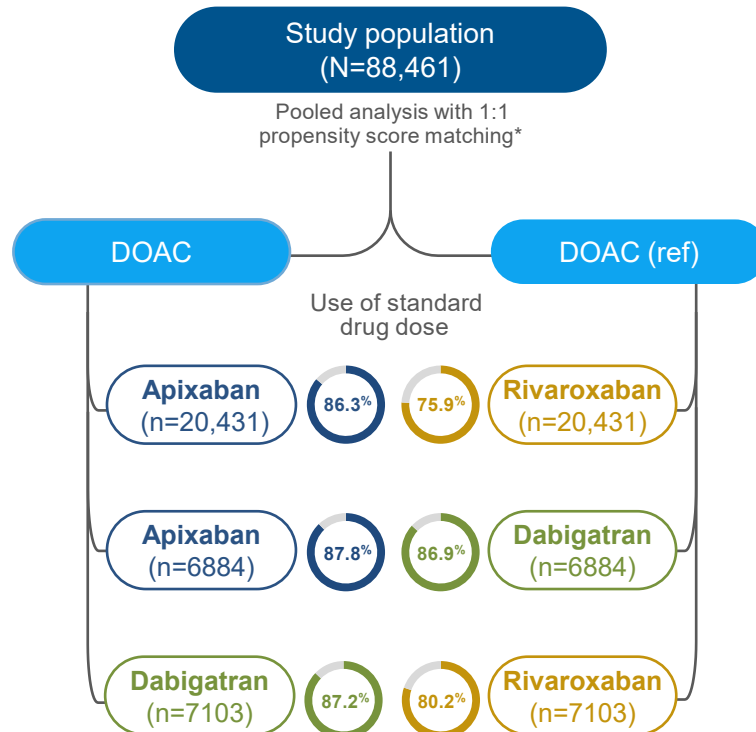 Study population
(N=88,461)
Pooled analysis with 1:1
propensity score matching*
DOAC
DOAC (ref)
Use of standard
drug dose
Apixaban
(n=20,431)
86.3%
75.9%
Rivaroxaban
(n=20,431)
Apixaban
(n=6884)
87.8%
86.9%
Dabigatran
(n=6884)
Dabigatran
(n=7103)
87.2%
80.2%
Rivaroxaban
(n=7103)